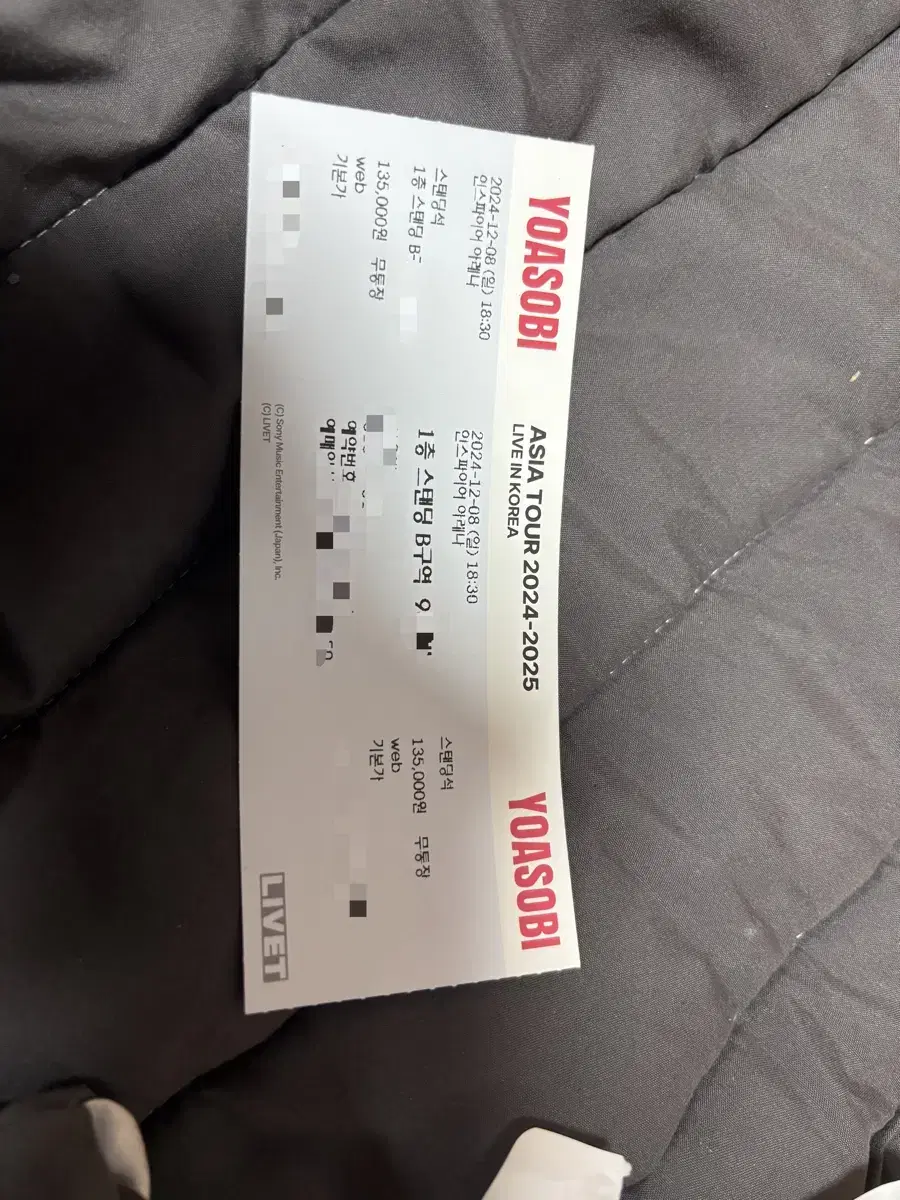 YOASOBI
2024-12-08 (일) 18:30
인스파이어 아레나
스탠딩석
1층 스탠딩 B-
135,000원 무통장
web
기본가
ASIA TOUR 2024-2025
LIVE IN KOREA
2024-12-08 (일) 18:30
인스파이어 아레나
1층 스탠딩 B구역 9
예약번호
예매
(C) Sony Music Entertainment (Japan), Inc.
(C) LIVET
YOASOBI
스탠딩석
135,000원 무통장
web
기본가
LIVET